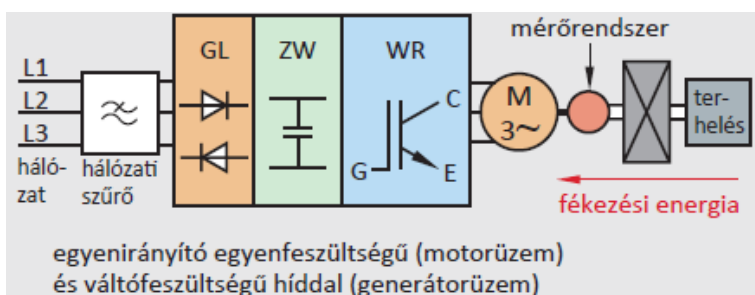 mérőrendszer
GL
ZW
WR
L1
L2
L3
C
G
E
M
3~
ter-
helés
háló-
zat
hálózati
szűrő
fékezési energia
egyenirányító egyenfeszültségű (motorüzem)
és váltófeszültségű híddal (generátorüzem)